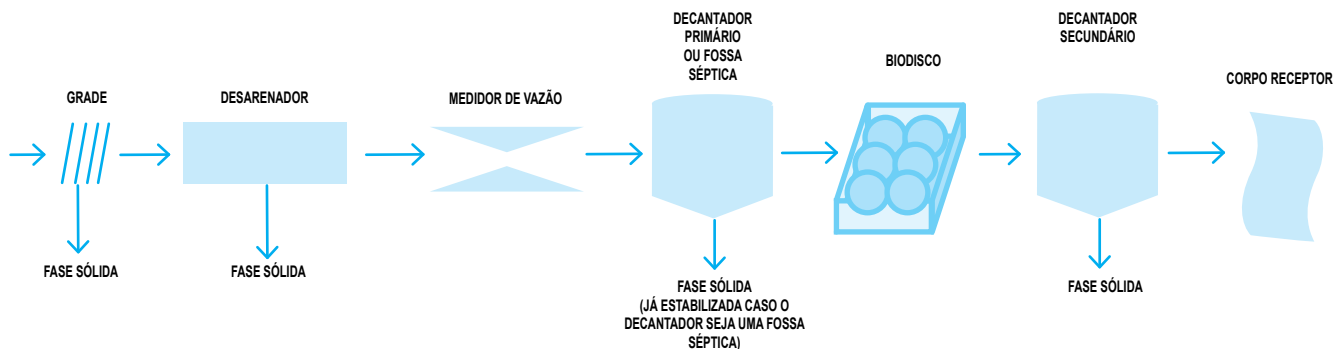 GRADE
DESARENADOR
MEDIDOR DE VAZÃO
DECANTADOR
PRIMÁRIO
OU FOSSA
SÉPTICA
BIODISCO
DECANTADOR
SECUNDÁRIO
CORPO RECEPTOR
FASE SÓLIDA
FASE SÓLIDA
FASE SÓLIDA
(JÁ ESTABILIZADA CASO O
DECANTADOR SEJA UMA FOSSA
SÉPTICA)
FASE SÓLIDA